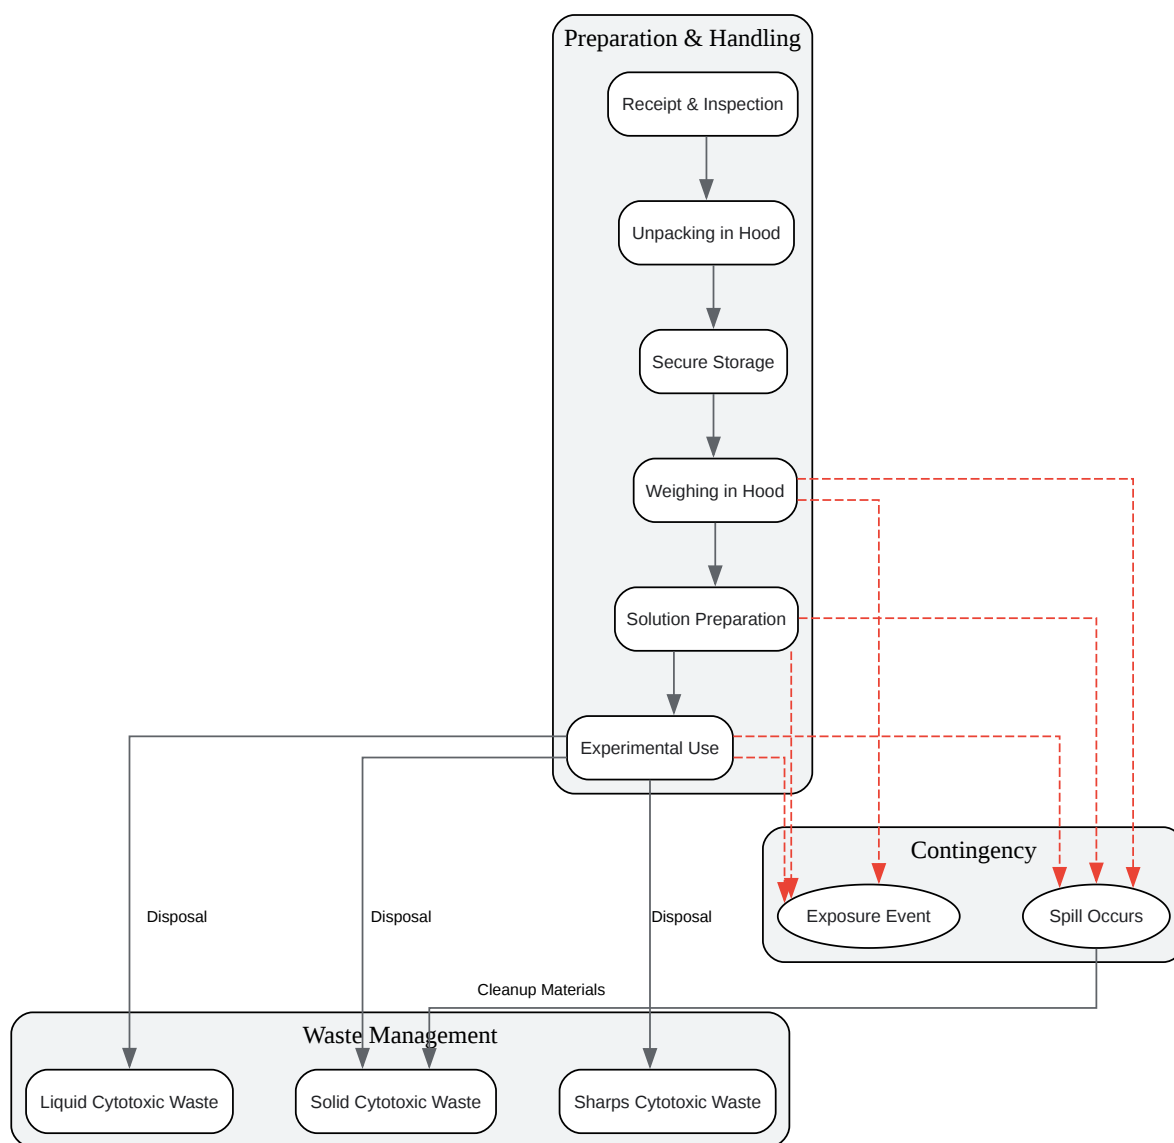 Preparation & Handling
Receipt & Inspection
Unpacking in Hood
Secure Storage
Weighing in Hood
Solution Preparation
Experimental Use
Contingency
Exposure Event
Spill Occurs
Disposal
Disposal
Disposal
Cleanup Materials
Waste Management
Liquid Cytotoxic Waste
Solid Cytotoxic Waste
Sharps Cytotoxic Waste